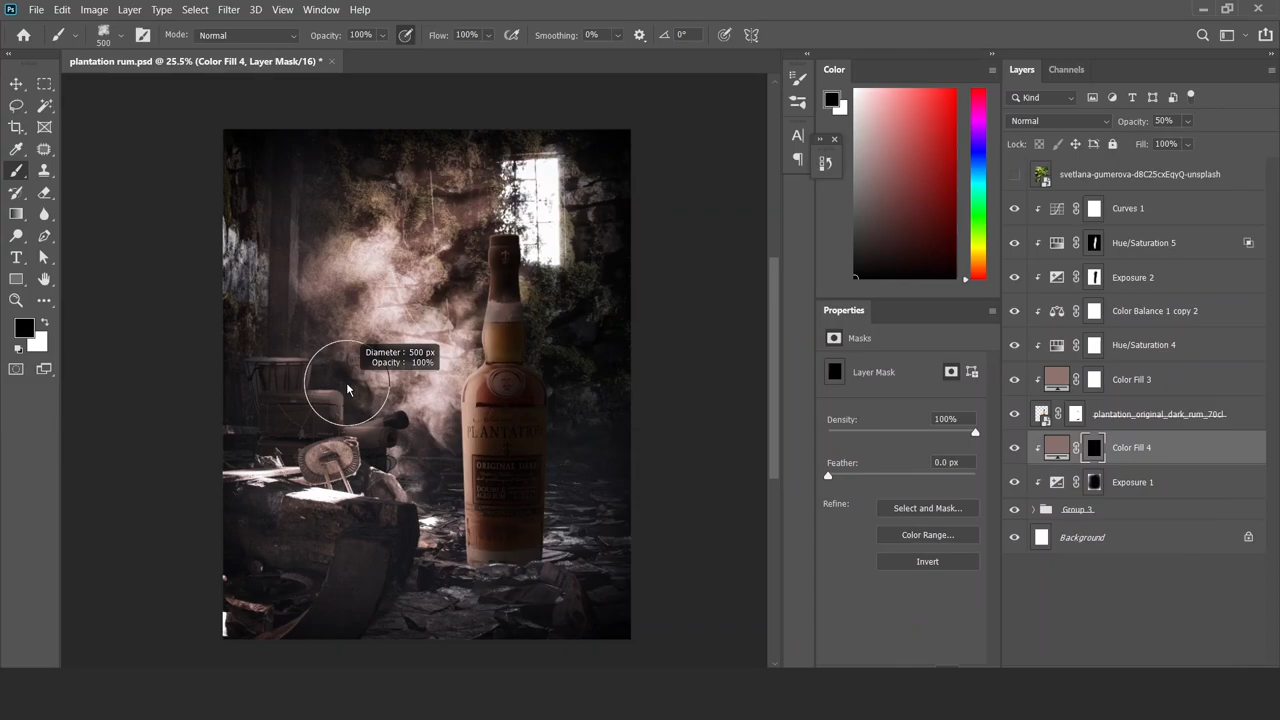 Ps File Edit Image Layer Type Select Filter 3D View Window Help
500 Mode: Normal Opacity: 100% Flow: 100% Smoothing: 0% 0°
plantation rum.psd @ 25.5% (Color Fill 4, Layer Mask/16) *
Color
Layers Channels
Kind
Normal Opacity: 50%
Lock: Fill: 100%
svetlana-gumerova-d8C25cxEqyQ-unsplash
Curves 1
Hue/Saturation 5
Exposure 2
Color Balance 1 copy 2
Hue/Saturation 4
Color Fill 3
plantation_original_dark_rum_70cl
Color Fill 4
Exposure 1
Group 3
Background
Properties
Masks
Layer Mask
Density: 100%
Feather: 0.0 px
Refine: Select and Mask...
Color Range...
Invert
Diameter: 500 px
Opacity: 100%
PLANTATION
ORIGINAL DARK